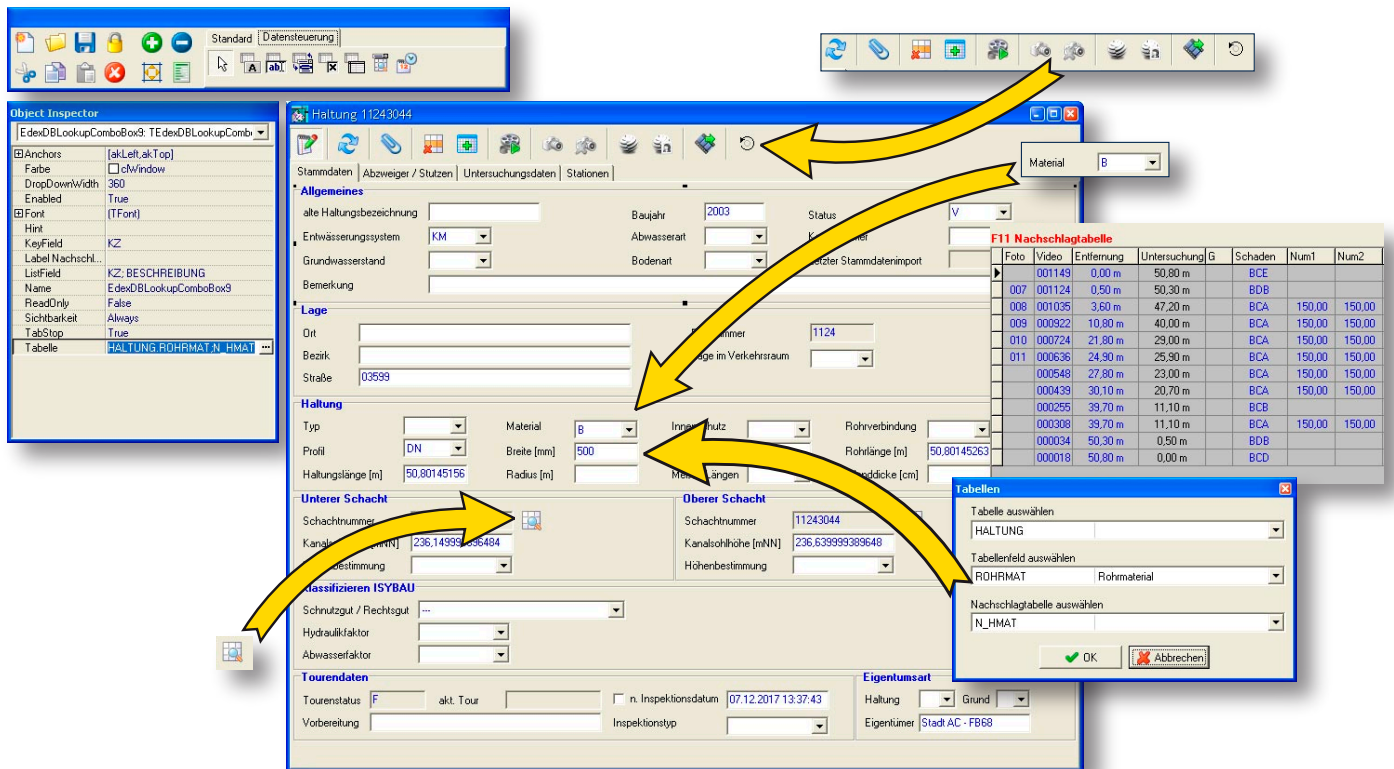 Standard Datensteuerung
Object Inspector
EdexDBLookupComboBox9: TEdexDBLookupCombo
Anchors [akLeft,akTop]
Farbe clWindow
DropDownWidth 360
Enabled True
Font (TFont)
Hint
KeyField KZ
Label Nachschl...
ListField KZ; BESCHREIBUNG
Name EdexDBLookupComboBox9
ReadOnly False
Sichtbarkeit Always
TabStop True
Tabelle HALTUNG.ROHRMAT;N_HMAT ...
Haltung 11243044
Stammdaten Abzweiger / Stutzen Untersuchungsdaten Stationen
Allgemeines
alte Haltungsbezeichnung Baujahr 2003 Status V
Entwässerungssystem KM Abwasserart
Grundwasserstand Bodenart letzter Stammdatenimport
Bemerkung
Lage
Ort 1124
Bezirk Lage im Verkehrsraum
Straße 03599
Haltung
Typ Material B Rohrverbindung
Profil DN Breite [mm] 500 Rohrlänge [m] 50,80145263
Haltungslänge [m] 50,80145156 Radius [m] Wanddicke [cm]
Unterer Schacht
Schachtnummer
236,149999396484
Oberer Schacht
Schachtnummer 11243044
Kanalsohlhöhe [mNN] 236,639999389648
Höhenbestimmung
Klassifizieren ISYBAU
Schnutzgut / Rechtsgut ---
Hydraulikfaktor
Abwasserfaktor
Tourendaten
Tourenstatus F akt. Tour n. Inspektionsdatum 07.12.2017 13:37:43
Vorbereitung Inspektionstyp
Eigentumsart
Haltung Grund
Eigentümer Stadt AC - FB68
Material B
F11 Nachschlagtabelle
Foto Video Entfernung Untersuchung G Schaden Num1 Num2
001149 0,00 m 50,80 m BCE
007 001124 0,50 m 50,30 m BDB
008 001035 3,60 m 47,20 m BCA 150,00 150,00
009 000922 10,80 m 40,00 m BCA 150,00 150,00
010 000724 21,80 m 29,00 m BCA 150,00 150,00
011 000636 24,90 m 25,90 m BCA 150,00 150,00
000548 27,80 m 23,00 m BCA 150,00 150,00
000439 30,10 m 20,70 m BCA 150,00 150,00
000255 39,70 m 11,10 m BCB
000308 39,70 m 11,10 m BCA 150,00 150,00
000034 50,30 m 0,50 m BDB
000018 50,80 m 0,00 m BCD
Tabellen
Tabelle auswählen
HALTUNG
Tabellenfeld auswählen
ROHRMAT Rohrmaterial
Nachschlagtabelle auswählen
N_HMAT
OK Abbrechen